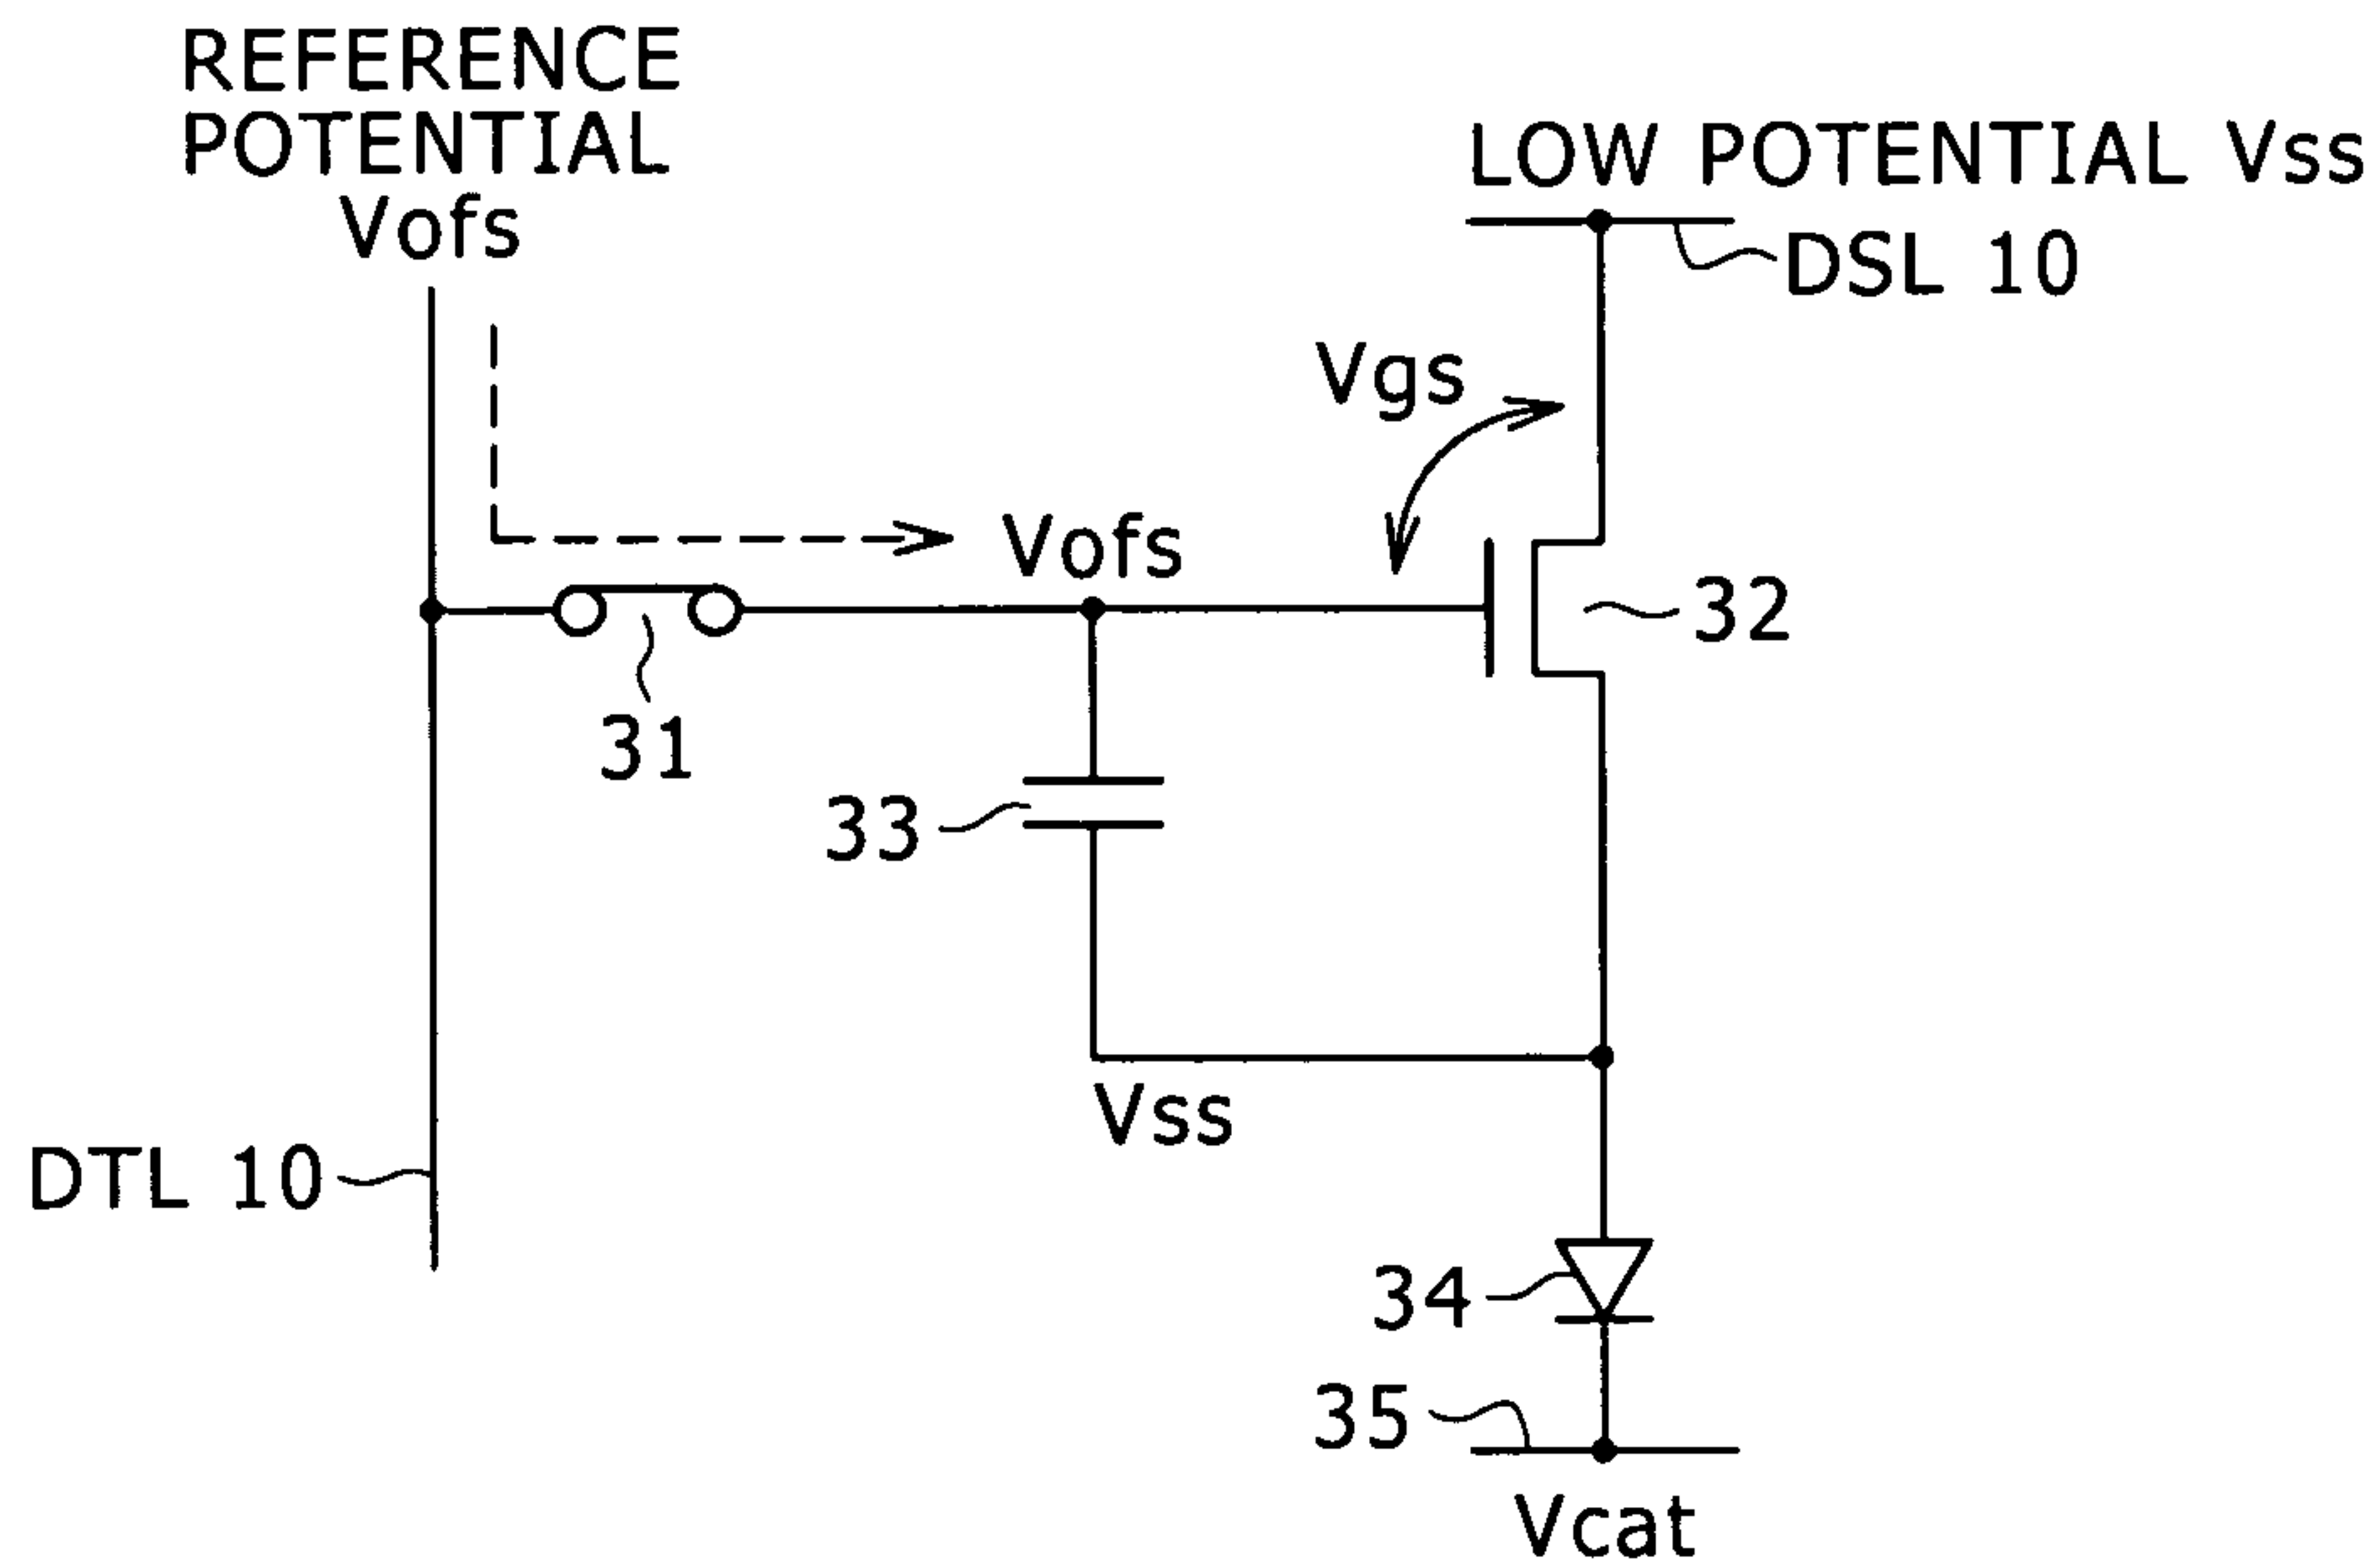 REFERENCE
POTENTIAL
Vofs
LOW POTENTIAL Vss
DSL 10
Vgs
Vofs
32
31
33
Vss
DTL 10
34
35
Vcat